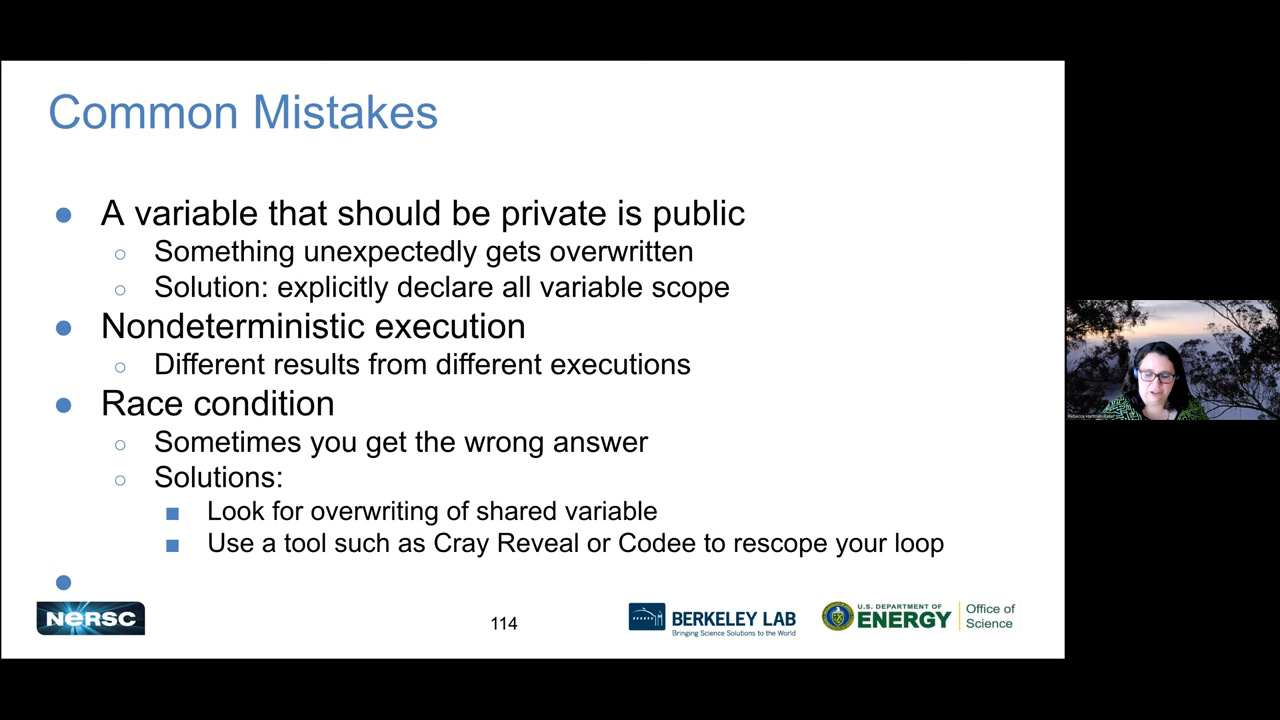 Common Mistakes
● A variable that should be private is public
○ Something unexpectedly gets overwritten
○ Solution: explicitly declare all variable scope
● Nondeterministic execution
○ Different results from different executions
● Race condition
○ Sometimes you get the wrong answer
○ Solutions:
■ Look for overwriting of shared variable
■ Use a tool such as Cray Reveal or Codee to rescope your loop
●
NERSC
114
BERKELEY LAB
Bringing Science Solutions to the World
U.S. DEPARTMENT OF
ENERGY
Office of
Science
Rebecca Hartman-Baker